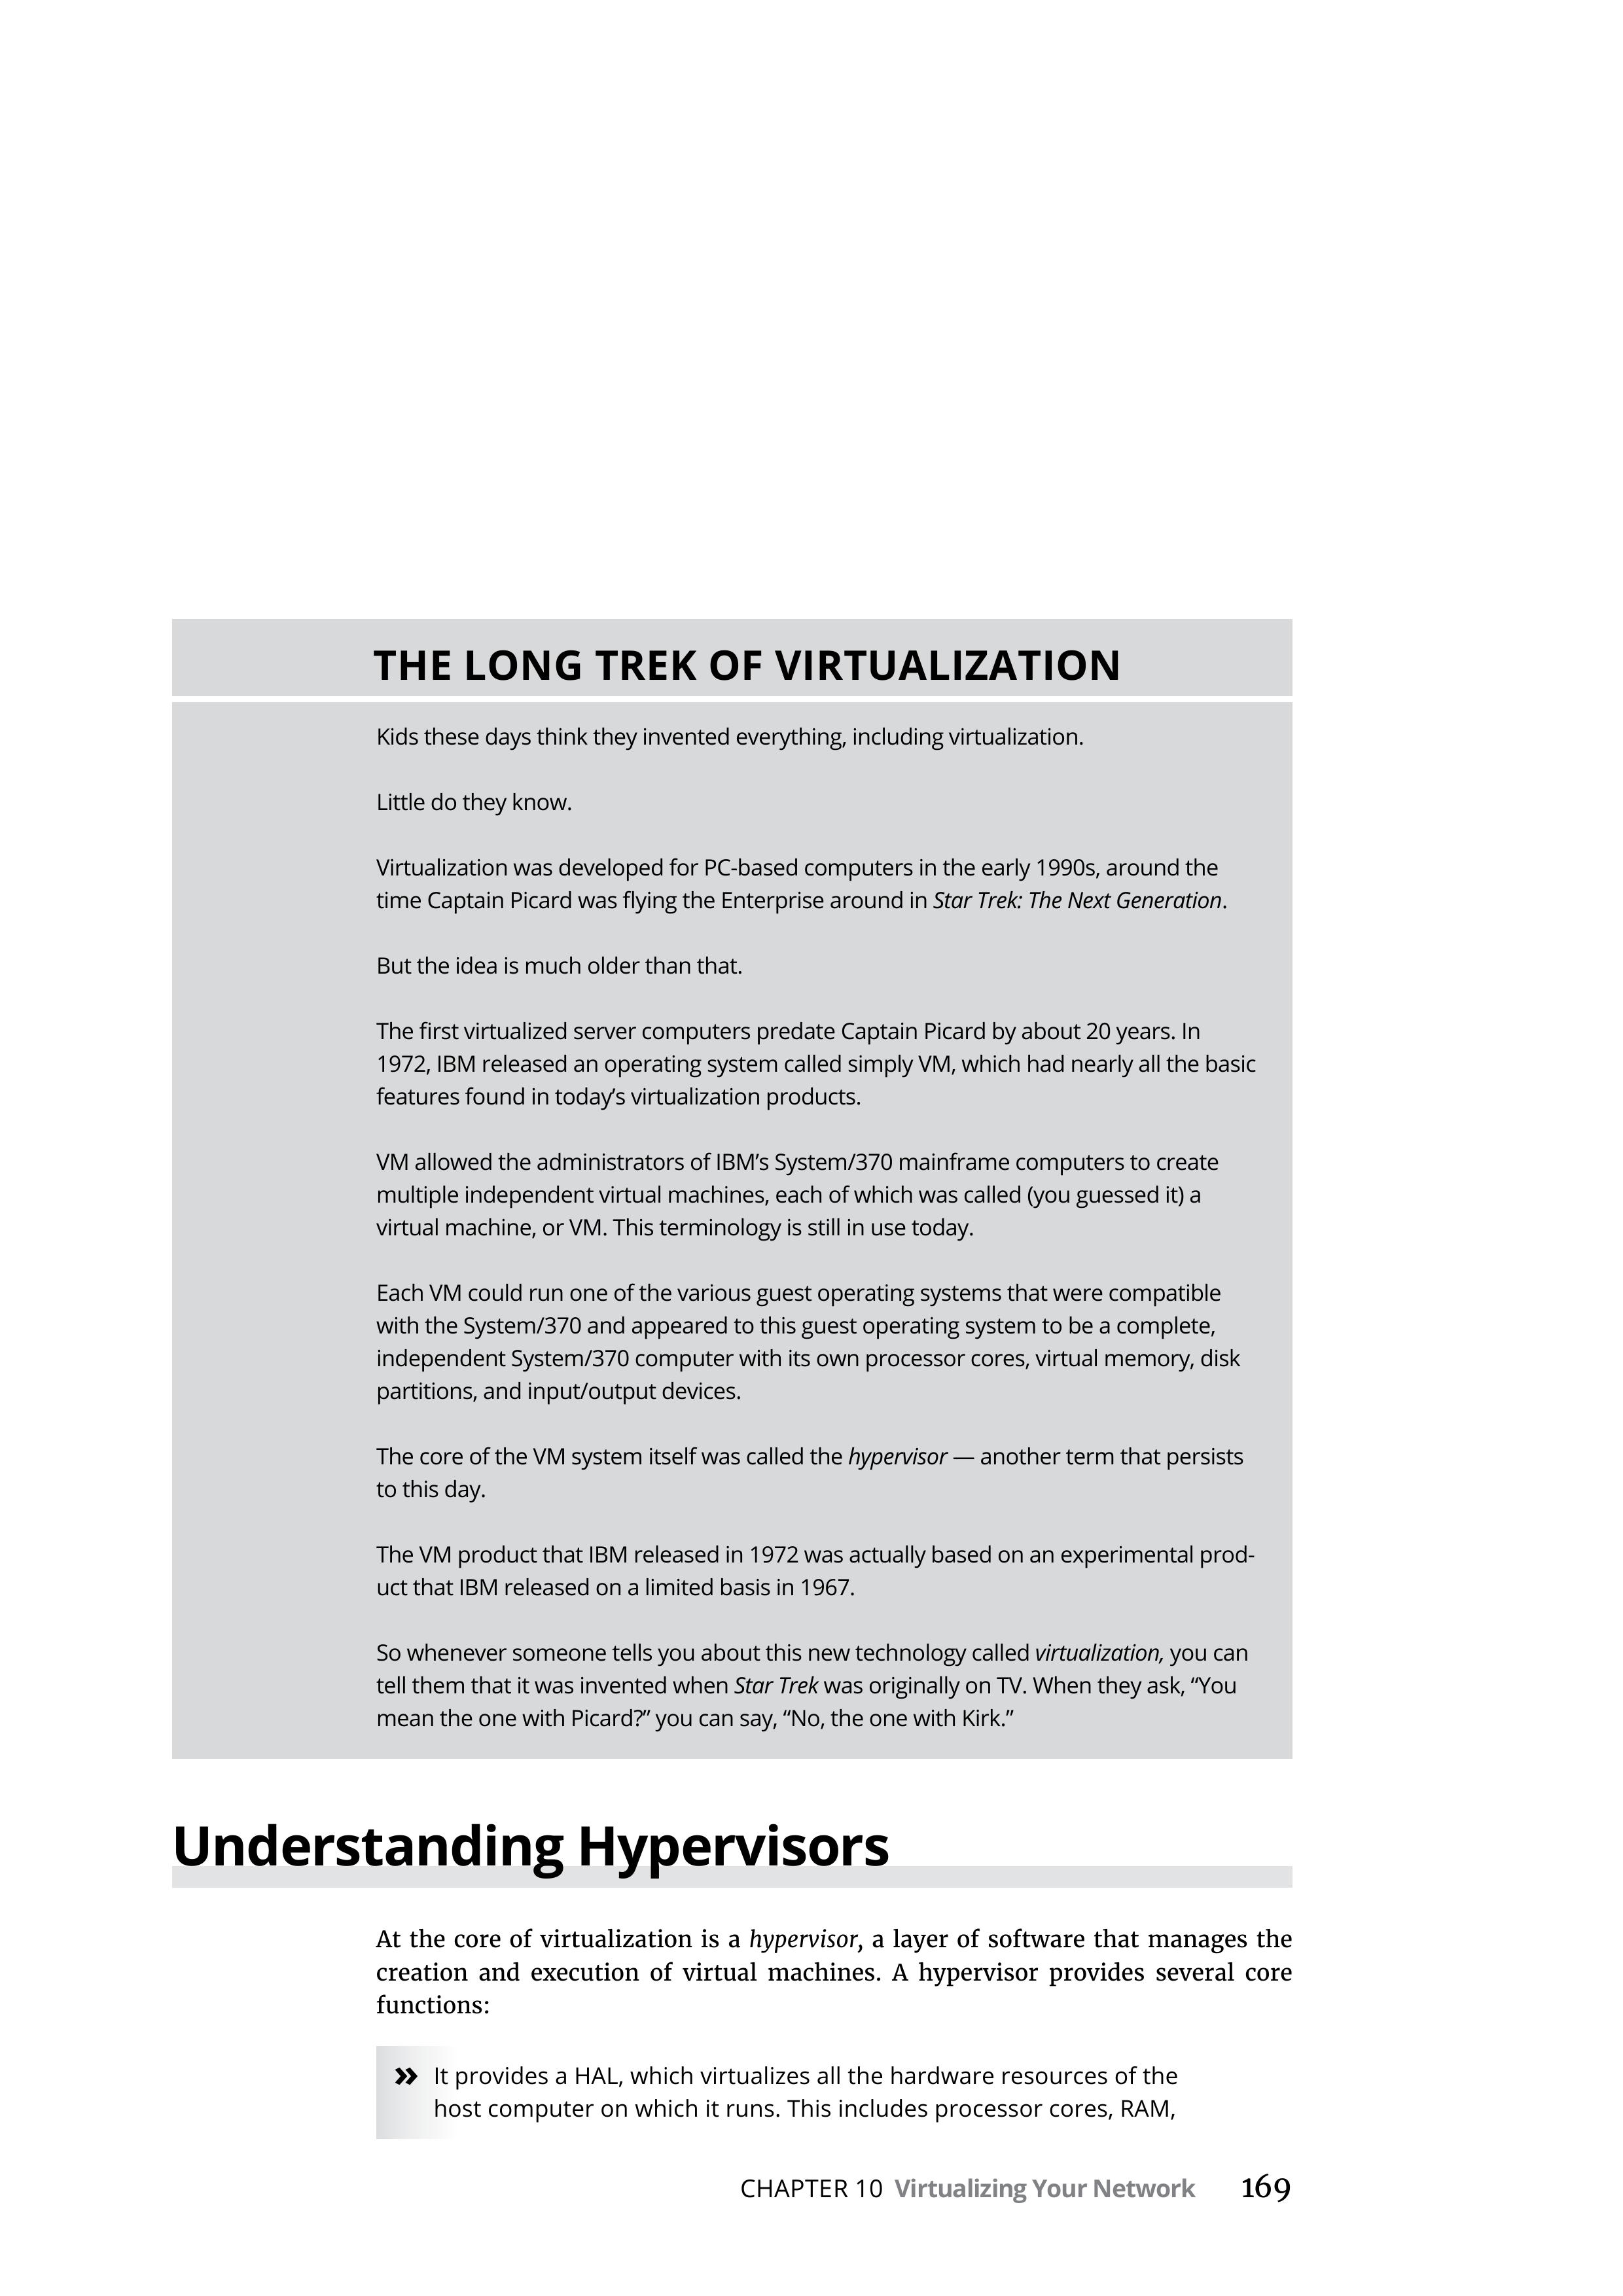 THE LONG TREK OF VIRTUALIZATION
Kids these days think they invented everything, including virtualization.
Little do they know.
Virtualization was developed for PC-based computers in the early 1990s, around the
time Captain Picard was flying the Enterprise around in Star Trek: The Next Generation.
But the idea is much older than that.
The first virtualized server computers predate Captain Picard by about 20 years. In
1972, IBM released an operating system called simply VM, which had nearly all the basic
features found in today’s virtualization products.
VM allowed the administrators of IBM’s System/370 mainframe computers to create
multiple independent virtual machines, each of which was called (you guessed it) a
virtual machine, or VM. This terminology is still in use today.
Each VM could run one of the various guest operating systems that were compatible
with the System/370 and appeared to this guest operating system to be a complete,
independent System/370 computer with its own processor cores, virtual memory, disk
partitions, and input/output devices.
The core of the VM system itself was called the hypervisor — another term that persists
to this day.
The VM product that IBM released in 1972 was actually based on an experimental prod-
uct that IBM released on a limited basis in 1967.
So whenever someone tells you about this new technology called virtualization, you can
tell them that it was invented when Star Trek was originally on TV. When they ask, “You
mean the one with Picard?” you can say, “No, the one with Kirk.”
Understanding Hypervisors
At the core of virtualization is a hypervisor, a layer of software that manages the
creation and execution of virtual machines. A hypervisor provides several core
functions:
» It provides a HAL, which virtualizes all the hardware resources of the
host computer on which it runs. This includes processor cores, RAM,
CHAPTER 10 Virtualizing Your Network 169